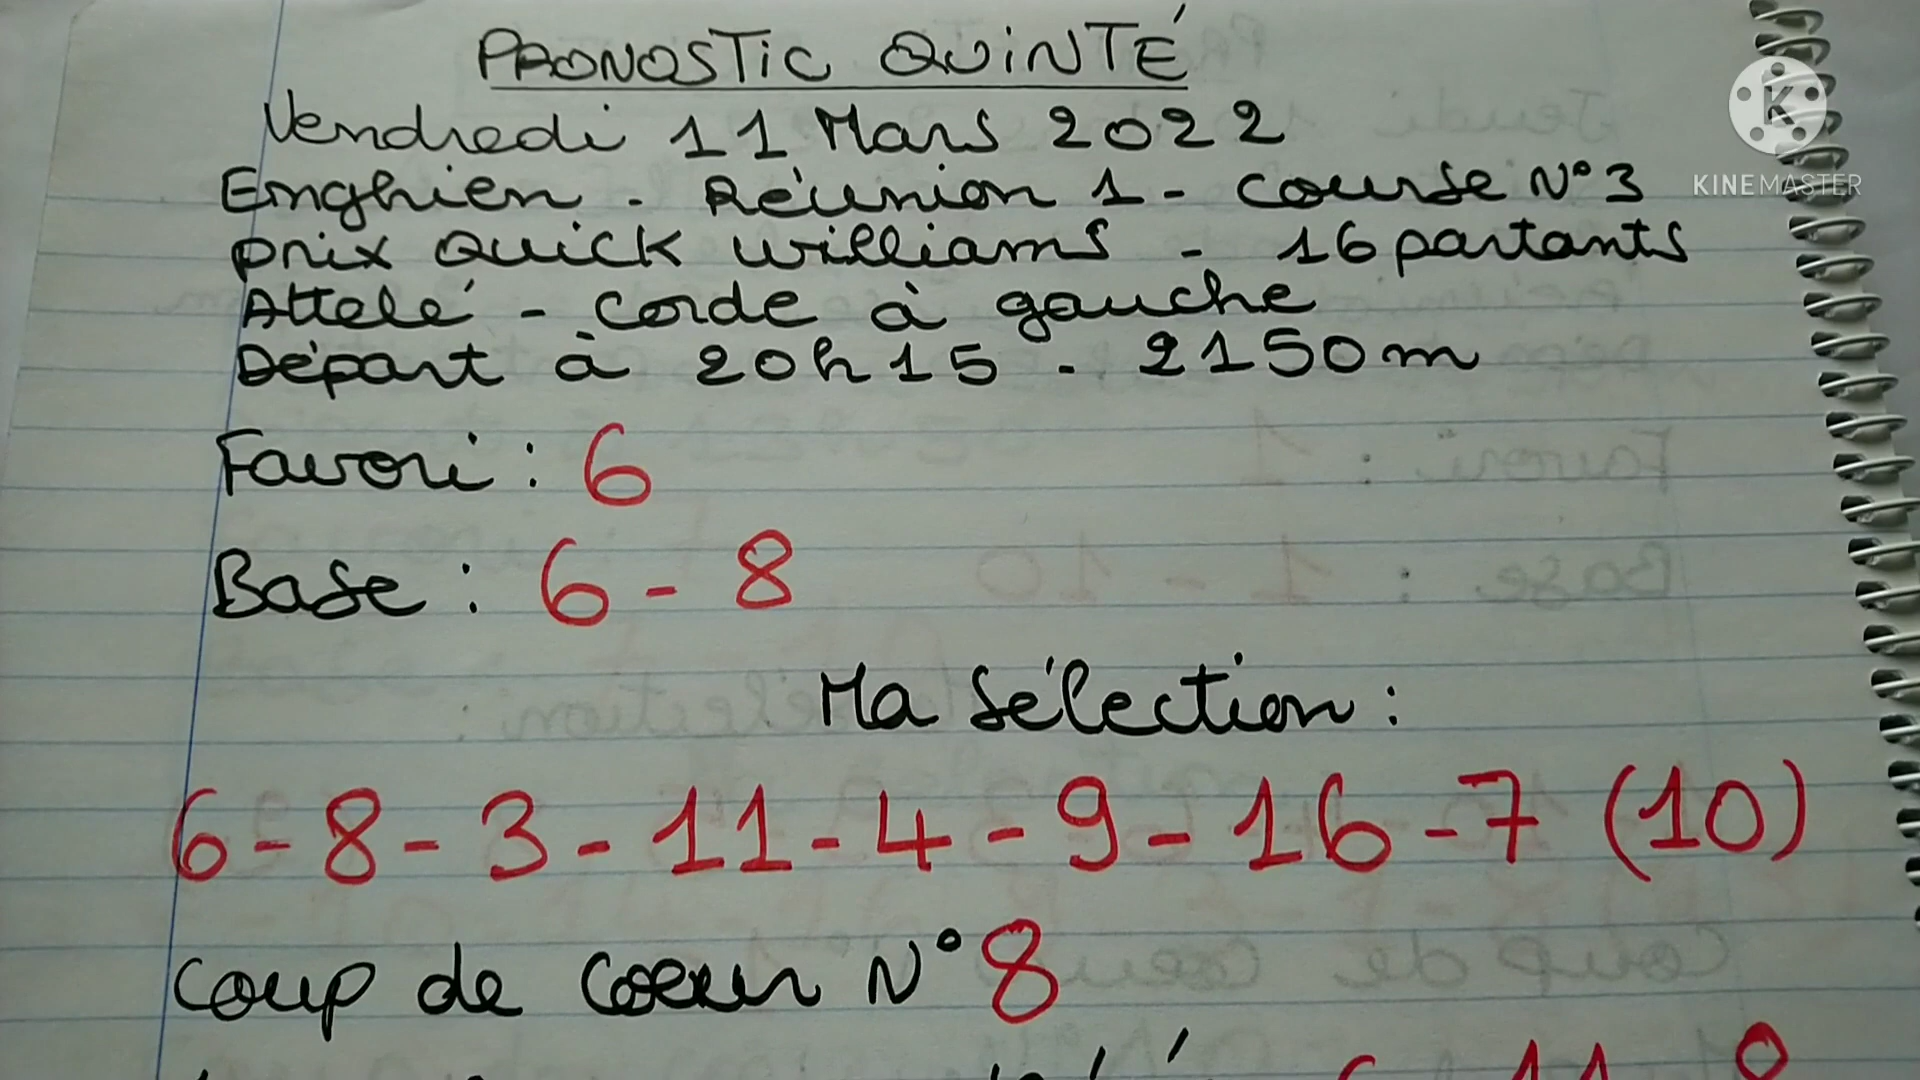 PRONOSTIC QUINTÉ
Vendredi 11 Mars 2022
Enghien - Réunion 1 - Course N°3
prix Quick Williams - 16 partants
Attelé - Corde à gauche
Départ à 20h15 - 2150m
Favori : 6
Base : 6 - 8
Ma Sélection :
6 - 8 - 3 - 11 - 4 - 9 - 16 - 7 (10)
Coup de Coeur N°8
KINEMASTER